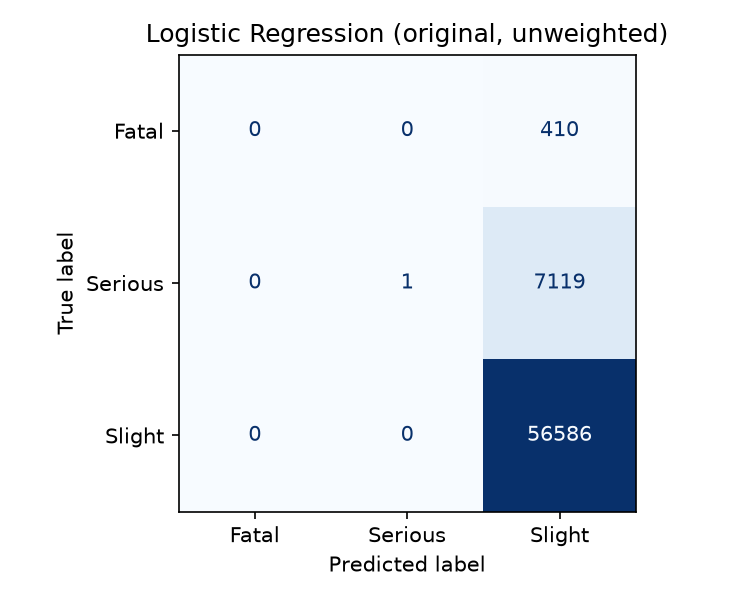 Logistic Regression (original, unweighted)
Fatal 0 0 410
Serious 0 1 7119
Slight 0 0 56586
True label
Fatal Serious Slight
Predicted label